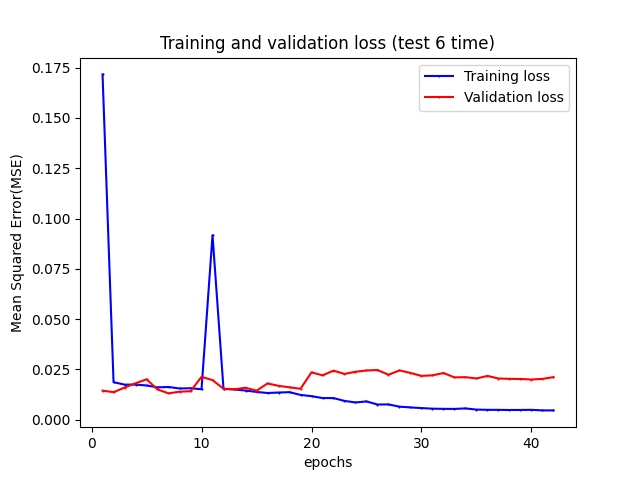 Training and validation loss (test 6 time)
Training loss
Validation loss
Mean Squared Error(MSE)
0.175
0.150
0.125
0.100
0.075
0.050
0.025
0.000
0 10 20 30 40
epochs